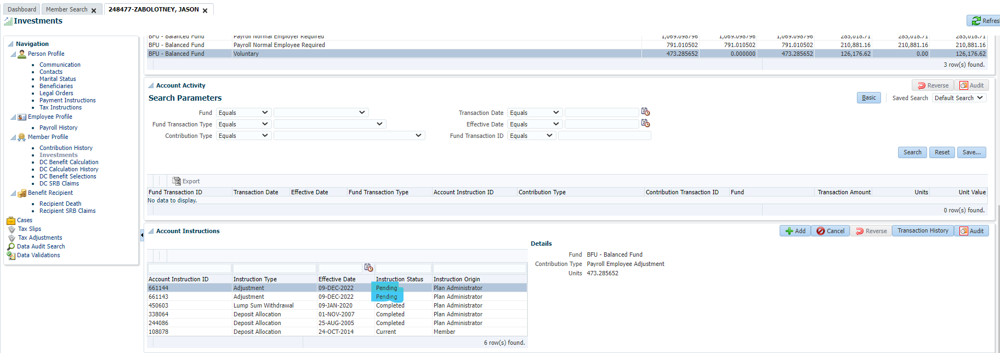 Dashboard Member Search 248477-ZABOLOTNEY, JASON
Investments Refres
Navigation
Person Profile
Communication
Contacts
Marital Status
Beneficiaries
Legal Orders
Payment Instructions
Tax Instructions
Employee Profile
Payroll History
Member Profile
Contribution History
Investments
DC Benefit Calculation
DC Calculation History
DC Benefit Selections
DC SRB Claims
Benefit Recipient
Recipient Death
Recipient SRB Claims
Cases
Tax Slips
Tax Adjustments
Data Audit Search
Data Validations
BFU - Balanced Fund Payroll Normal Employer Required 1,069.098796 0.000000 1,069.098796 285,018.71 285,018.71 285,018.71
BFU - Balanced Fund Payroll Normal Employee Required 791.010502 791.010502 791.010502 210,881.16 210,881.16 210,881.16
BFU - Balanced Fund Voluntary 473.285652 0.000000 473.285652 126,176.62 0.00 126,176.62
3 row(s) found.
Account Activity Reverse Audit
Search Parameters Basic Saved Search Default Search
Fund Equals Transaction Date Equals
Fund Transaction Type Equals Effective Date Equals
Contribution Type Equals Fund Transaction ID Equals
Search Reset Save...
Export
Fund Transaction ID Transaction Date Effective Date Fund Transaction Type Account Instruction ID Contribution Type Contribution Transaction ID Fund Transaction Amount Units Unit Value
No data to display.
0 row(s) found.
Account Instructions Add Cancel Reverse Transaction History Audit
Account Instruction ID Instruction Type Effective Date Instruction Status Instruction Origin
661144 Adjustment 09-DEC-2022 Pending Plan Administrator
661143 Adjustment 09-DEC-2022 Pending Plan Administrator
450603 Lump Sum Withdrawal 09-JAN-2020 Completed Plan Administrator
338064 Deposit Allocation 01-NOV-2007 Completed Plan Administrator
244086 Deposit Allocation 25-AUG-2005 Completed Plan Administrator
108078 Deposit Allocation 24-OCT-2014 Current Member
6 row(s) found.
Details
Fund BFU - Balanced Fund
Contribution Type Payroll Employee Adjustment
Units 473.285652